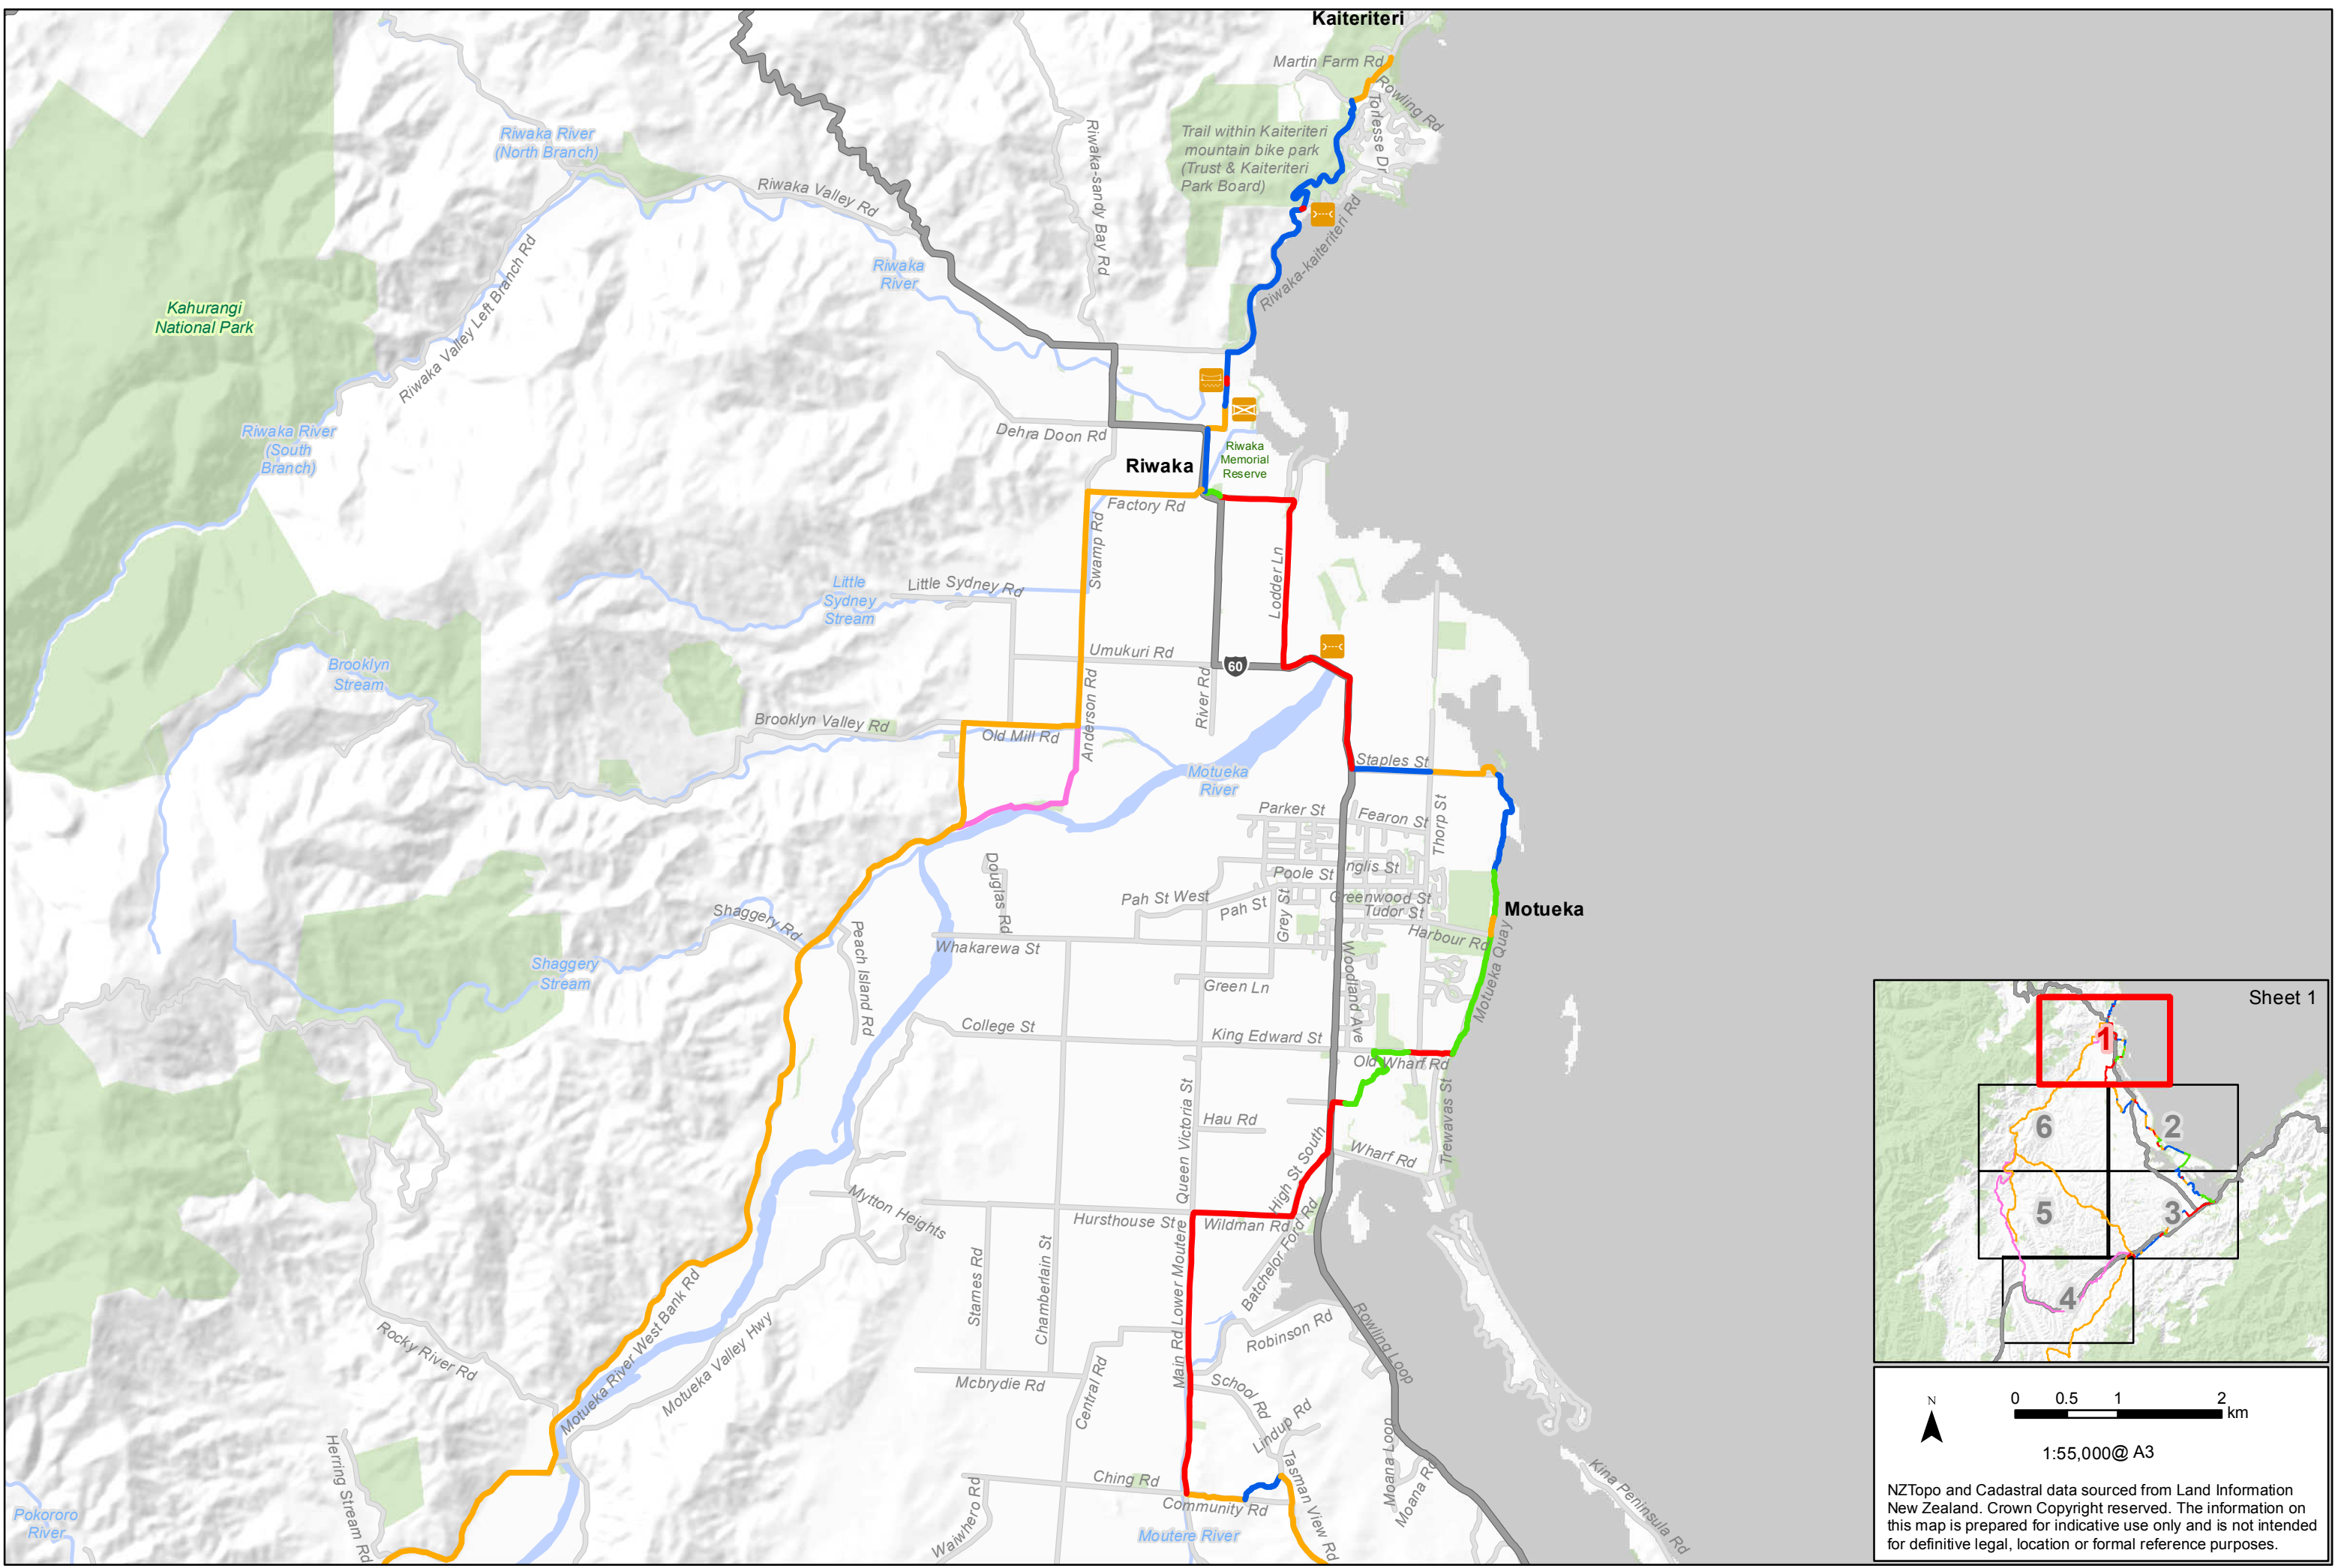 Kaiteriteri
Martin Farm Rd
Rowling Rd
Torlesse Dr
Trail within Kaiteriteri
mountain bike park
(Trust & Kaiteriteri
Park Board)
Riwaka-sandy Bay Rd
Riwaka River
(North Branch)
Riwaka Valley Rd
Riwaka-kaiteriteri Rd
Riwaka
River
Riwaka Valley Left Branch Rd
Kahurangi
National Park
Riwaka River
(South
Branch)
Dehra Doon Rd
Riwaka
Riwaka
Memorial
Reserve
Factory Rd
Swamp Rd
Lodder Ln
Little
Sydney
Stream
Little Sydney Rd
Umukuri Rd
60
River Rd
Anderson Rd
Brooklyn
Stream
Brooklyn Valley Rd
Old Mill Rd
Motueka
River
Staples St
Parker St
Fearon St
Thorp St
Inglis St
Poole St
Douglas Rd
Pah St West
Pah St
Grey St
Greenwood St
Tudor St
Motueka
Harbour Rd
Motueka Quay
Shaggery Rd
Peach Island Rd
Whakarewa St
Shaggery
Stream
Green Ln
Woodland Ave
College St
King Edward St
Old Wharf Rd
Trewavas St
Queen Victoria St
Hau Rd
High St South
Wharf Rd
Mytton Heights
Hursthouse St
Wildman Rd
Batchelor Ford Rd
Stames Rd
Chamberlain St
Main Rd Lower Moutere
Motueka River West Bank Rd
Motueka Valley Hwy
Rocky River Rd
Robinson Rd
Rowling Loop
Mcbrydie Rd
Central Rd
School Rd
Lindup Rd
Herring Stream Rd
Ching Rd
Community Rd
Tasman View Rd
Moana Loop
Moana Rd
Kina Peninsula Rd
Waiwhero Rd
Moutere River
Pokororo
River
Sheet 1
1
2
3
4
5
6
N
0 0.5 1 2
km
1:55,000@ A3
NZTopo and Cadastral data sourced from Land Information
New Zealand. Crown Copyright reserved. The information on
this map is prepared for indicative use only and is not intended
for definitive legal, location or formal reference purposes.